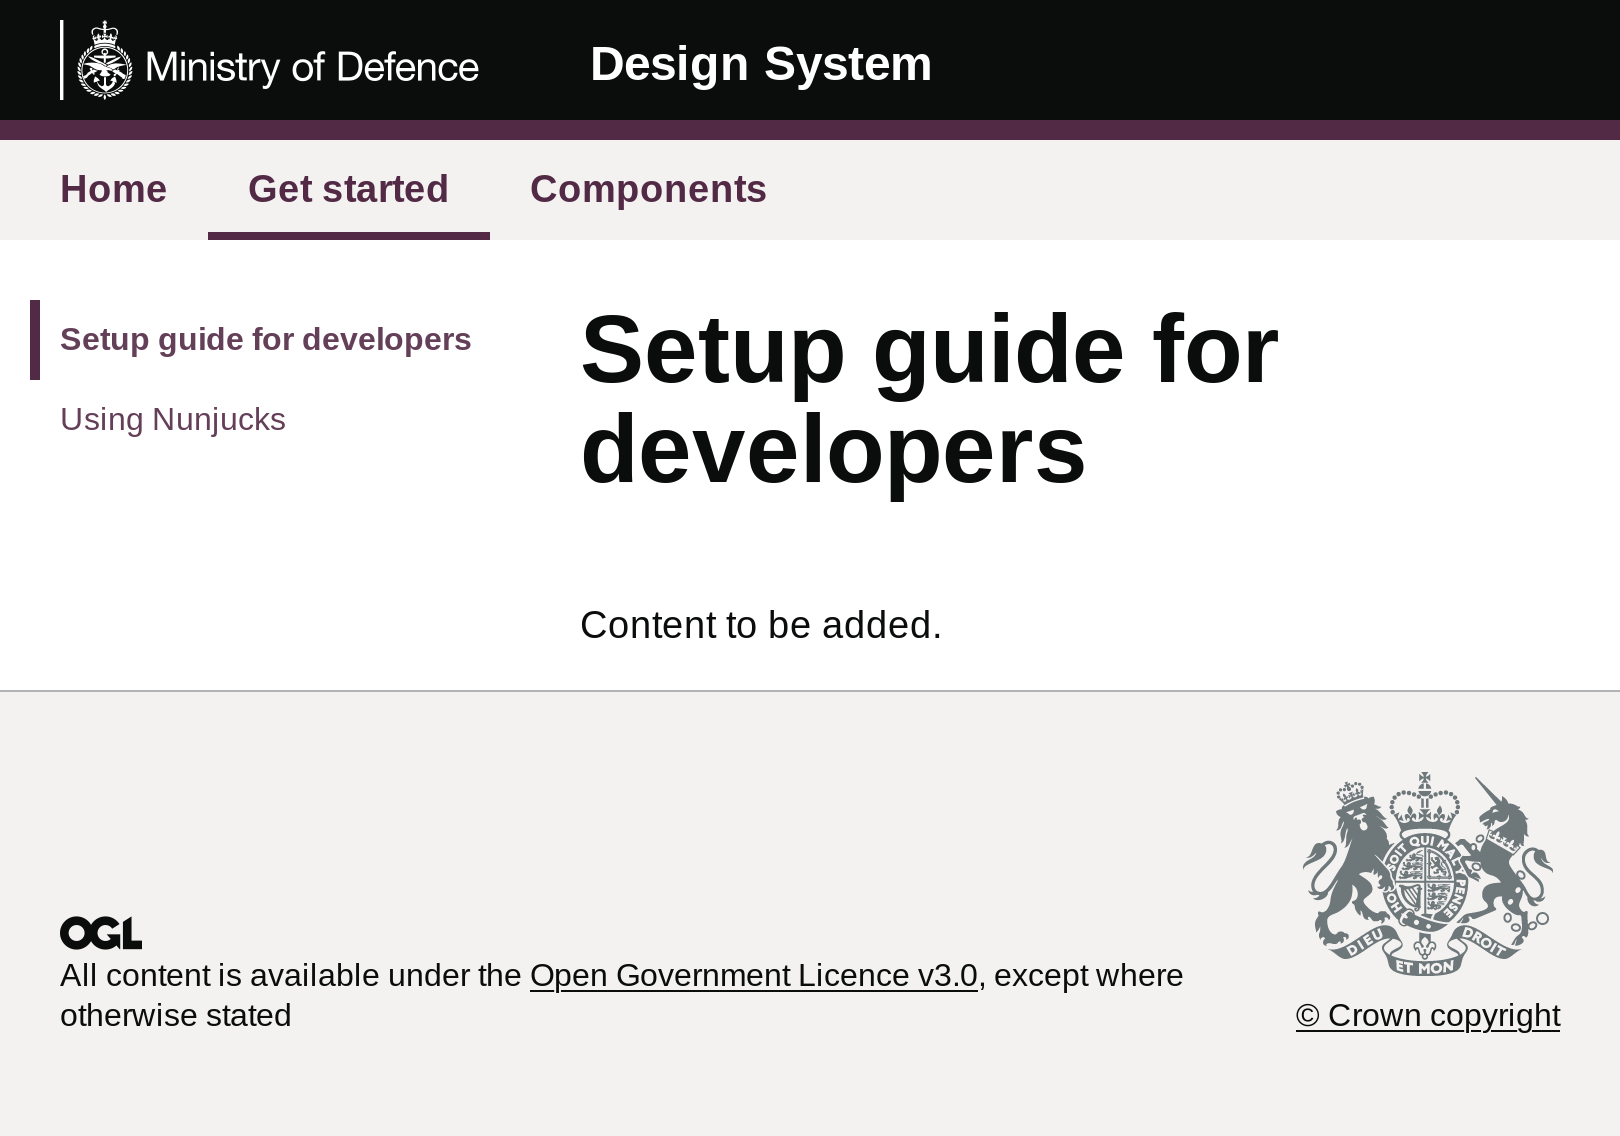 Ministry of Defence
Design System
Home
Get started
Components
Setup guide for developers
Using Nunjucks
Setup guide for
developers
Content to be added.
OGL
All content is available under the Open Government Licence v3.0, except where
otherwise stated
SOIT QUI MAL
PENSE
HON
DIEU
ET MON
DROIT
© Crown copyright